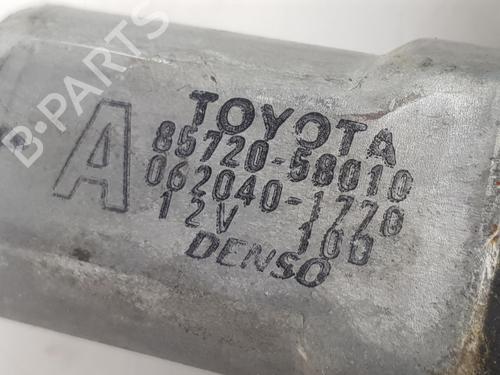 B-PARTS
A
TOYOTA
85720-58010
062040-1770
12V 100
DENSO